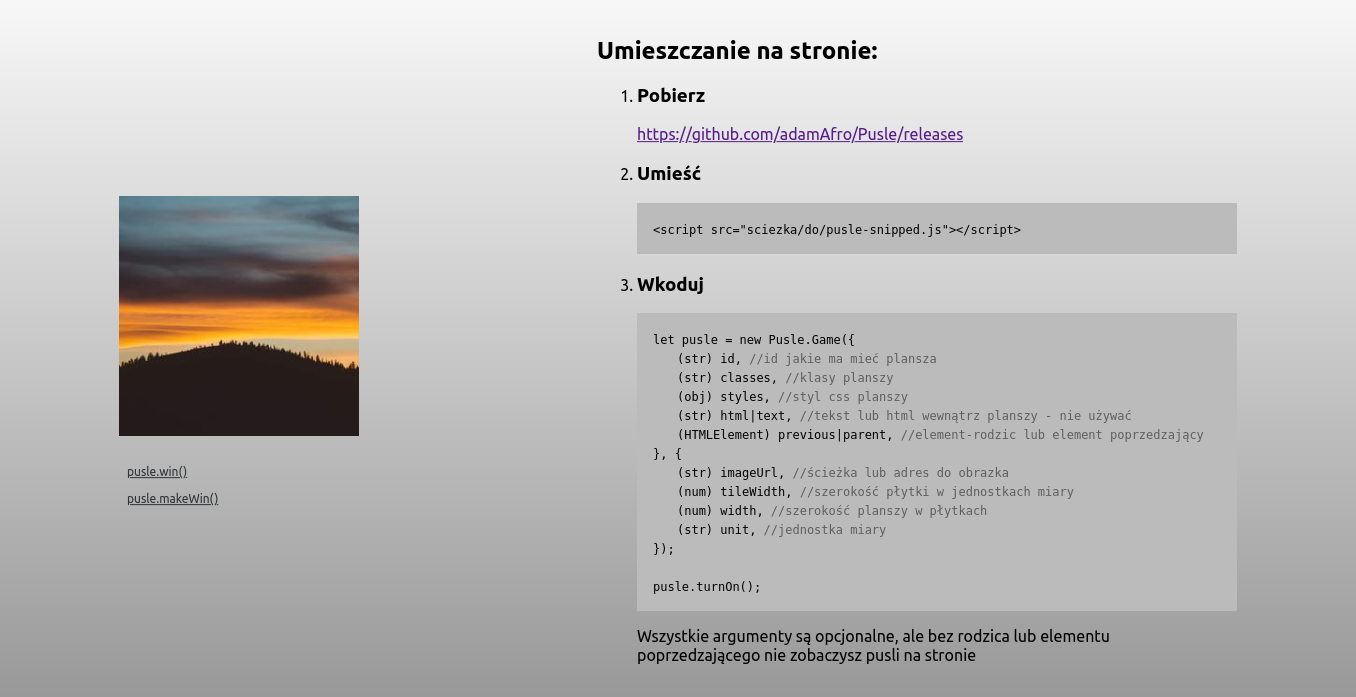 Umieszczanie na stronie:
1. Pobierz
https://github.com/adamAfro/Pusle/releases
2. Umieść
<script src="sciezka/do/pusle-snipped.js"></script>
3. Wkoduj
let pusle = new Pusle.Game({
(str) id, //id jakie ma mieć plansza
(str) classes, //klasy planszy
(obj) styles, //styl css planszy
(str) html|text, //tekst lub html wewnątrz planszy - nie używać
(HTMLElement) previous|parent, //element-rodzic lub element poprzedzający
}, {
(str) imageUrl, //ścieżka lub adres do obrazka
(num) tileWidth, //szerokość płytki w jednostkach miary
(num) width, //szerokość planszy w płytkach
(str) unit, //jednostka miary
});
pusle.turnOn();
Wszystkie argumenty są opcjonalne, ale bez rodzica lub elementu
poprzedzającego nie zobaczysz pusli na stronie
pusle.win()
pusle.makeWin()